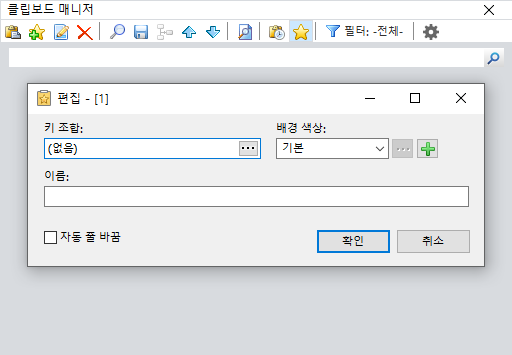 클립보드 매니저
필터: -전체-
편집 - [1]
키 조합:
배경 색상:
(없음)
기본
이름:
자동 줄 바꿈
확인
취소